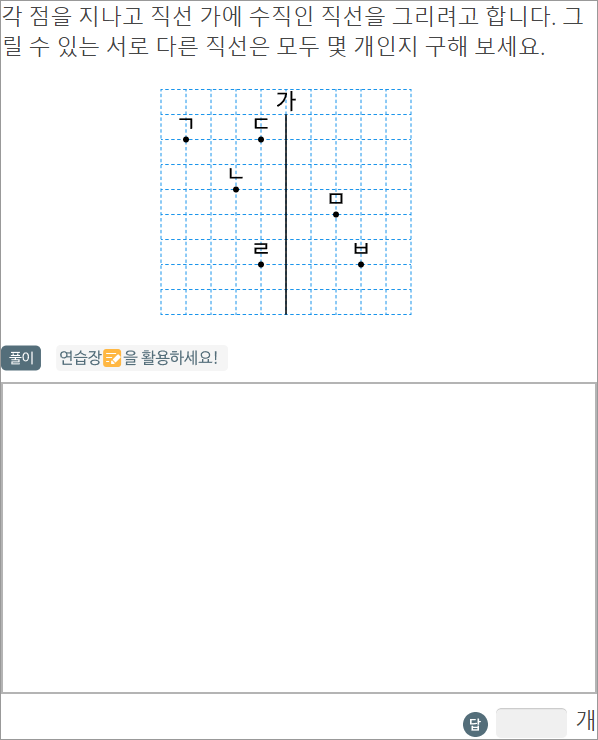 각 점을 지나고 직선 가에 수직인 직선을 그리려고 합니다. 그
릴 수 있는 서로 다른 직선은 모두 몇 개인지 구해 보세요.
가
ㄱ ㄷ
ㄴ
ㅁ
ㄹ ㅂ
풀이 연습장을 활용하세요!
답 개